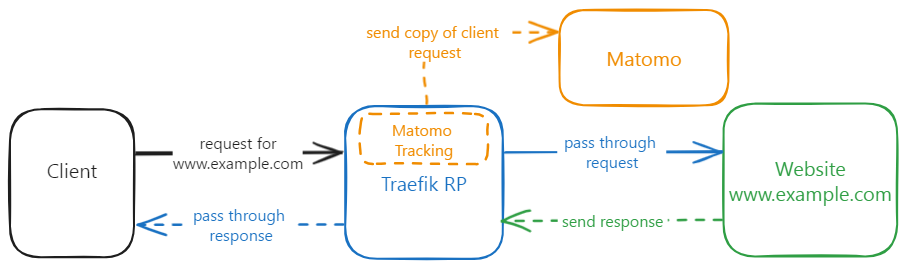 send copy of client
request
Matomo
Client
request for
www.example.com
Matomo
Tracking
Traefik RP
pass through
request
Website
www.example.com
pass through
response
send response